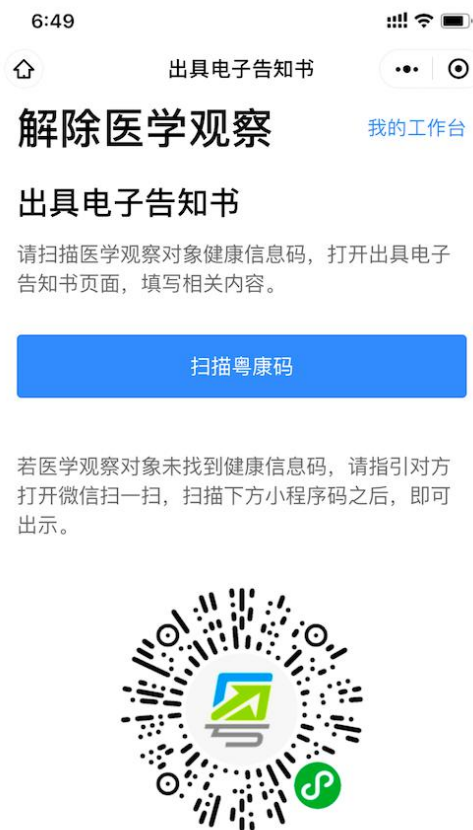 6:49
出具电子告知书
解除医学观察
我的工作台
出具电子告知书
请扫描医学观察对象健康信息码，打开出具电子
告知书页面，填写相关内容。
扫描粤康码
若医学观察对象未找到健康信息码，请指引对方
打开微信扫一扫，扫描下方小程序码之后，即可
出示。